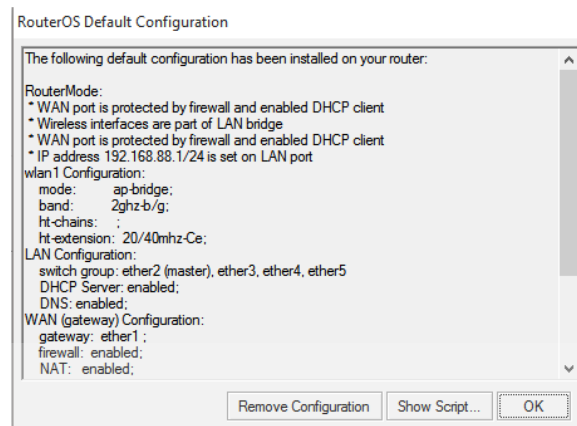 RouterOS Default Configuration
The following default configuration has been installed on your router:
RouterMode:
* WAN port is protected by firewall and enabled DHCP client
* Wireless interfaces are part of LAN bridge
* WAN port is protected by firewall and enabled DHCP client
* IP address 192.168.88.1/24 is set on LAN port
wlan1 Configuration:
mode: ap-bridge;
band: 2ghz-b/g;
ht-chains: ;
ht-extension: 20/40mhz-Ce;
LAN Configuration:
switch group: ether2 (master), ether3, ether4, ether5
DHCP Server: enabled;
DNS: enabled;
WAN (gateway) Configuration:
gateway: ether1 ;
firewall: enabled;
NAT: enabled;
Remove Configuration Show Script... OK